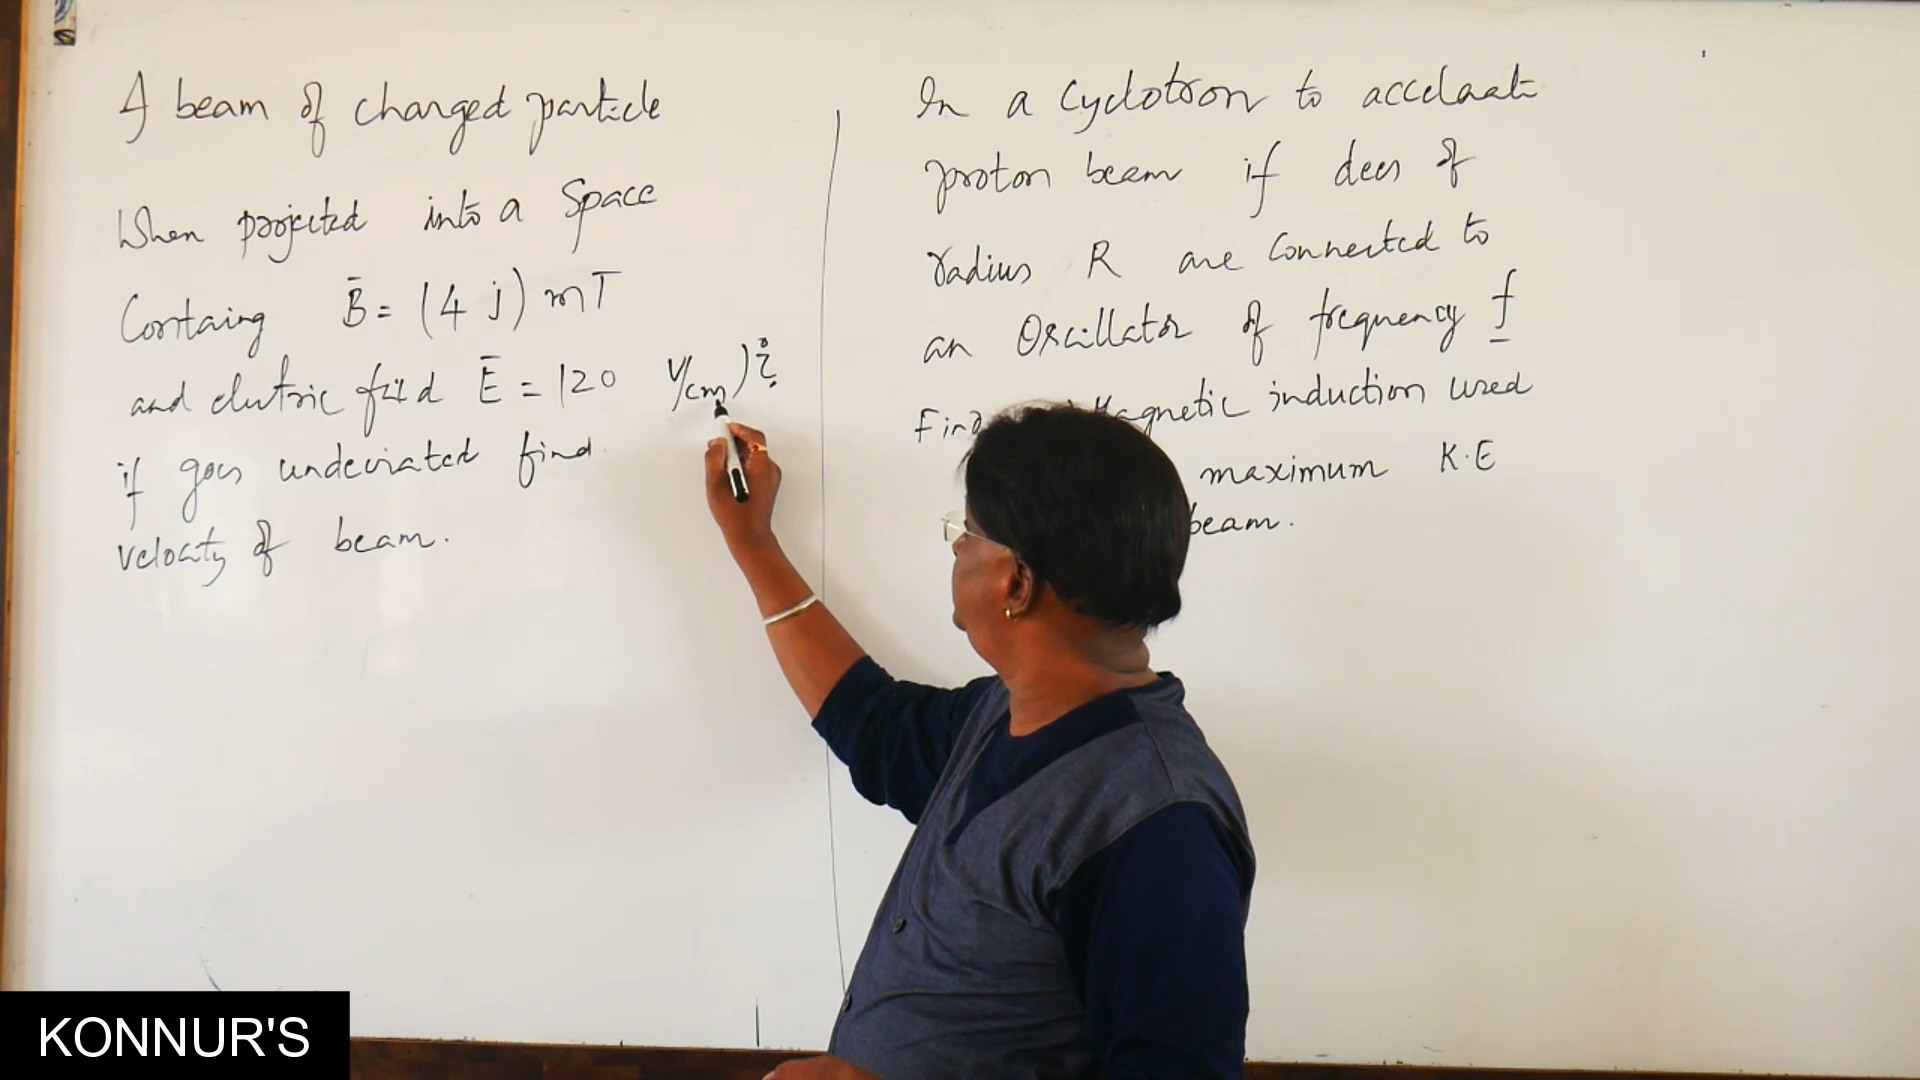 A beam of charged particle
When projected into a Space
Containg B̄ = (4 j) mT
and electric field Ē = 120 V/cm) î
if goes undeviated find
velocity of beam.
In a Cyclotron to accelaate
proton beam if dees of
radius R are connected to
an Oscillator of frequency f
Find Magnetic induction used
maximum K.E
beam.
KONNUR'S